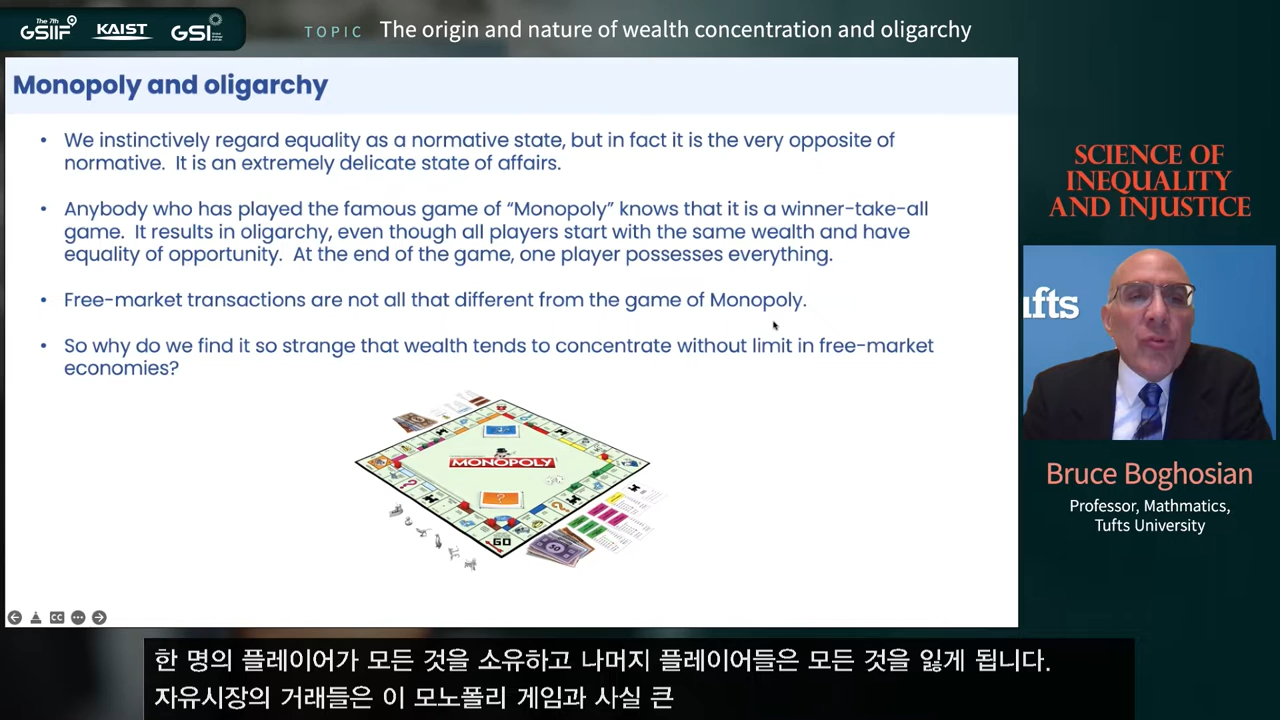 The 7th
GSIIF
KAIST
GSI
TOPIC The origin and nature of wealth concentration and oligarchy
Monopoly and oligarchy
• We instinctively regard equality as a normative state, but in fact it is the very opposite of
normative. It is an extremely delicate state of affairs.
• Anybody who has played the famous game of “Monopoly” knows that it is a winner-take-all
game. It results in oligarchy, even though all players start with the same wealth and have
equality of opportunity. At the end of the game, one player possesses everything.
• Free-market transactions are not all that different from the game of Monopoly.
• So why do we find it so strange that wealth tends to concentrate without limit in free-market
economies?
MONOPOLY
GO
50
SCIENCE OF
INEQUALITY
AND INJUSTICE
ufts
Bruce Boghosian
Professor, Mathmatics,
Tufts University
CC
한 명의 플레이어가 모든 것을 소유하고 나머지 플레이어들은 모든 것을 잃게 됩니다.
자유시장의 거래들은 이 모노폴리 게임과 사실 큰